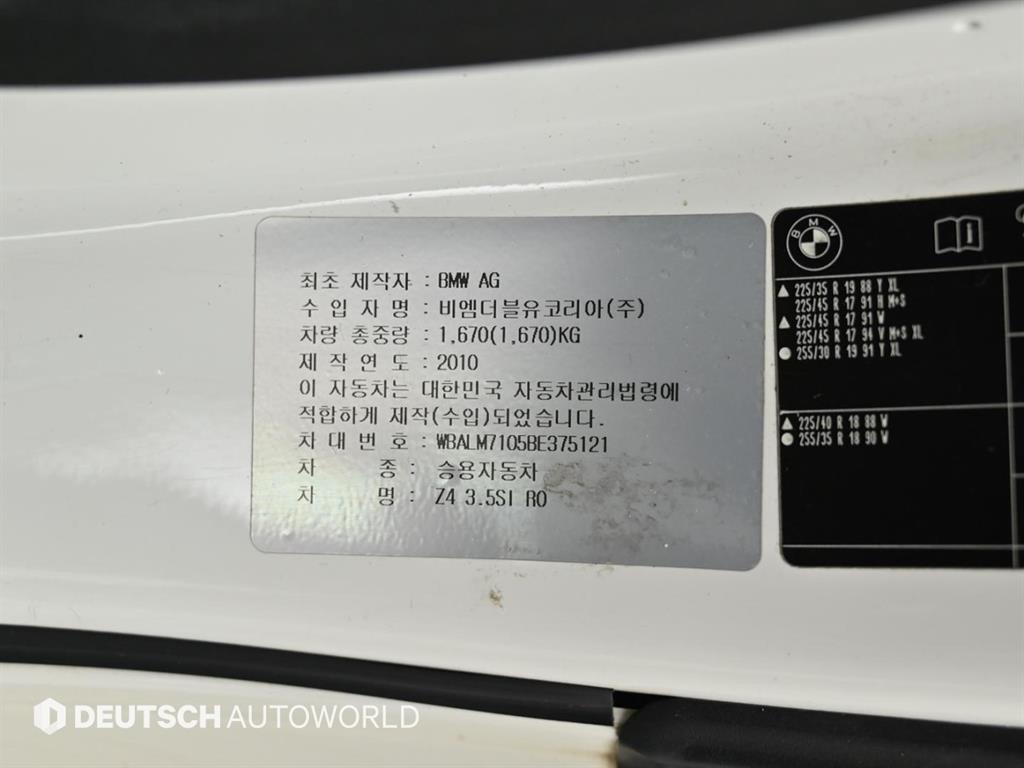 최초 제작자 : BMW AG
수 입 자 명 : 비엠더블유코리아(주)
차량 총중량 : 1,670(1,670)KG
제 작 연 도 : 2010
이 자동차는 대한민국 자동차관리법령에
적합하게 제작(수입)되었습니다.
차 대 번 호 : WBALM7105BE375121
차 종 : 승용자동차
차 명 : Z4 3.5SI RO
BMW
225/35 R 19 88 Y XL
225/45 R 17 91 H M+S
225/45 R 17 91 W
225/45 R 17 94 V M+S XL
255/30 R 19 91 Y XL
225/40 R 18 88 W
255/35 R 18 90 W
DEUTSCH AUTOWORLD